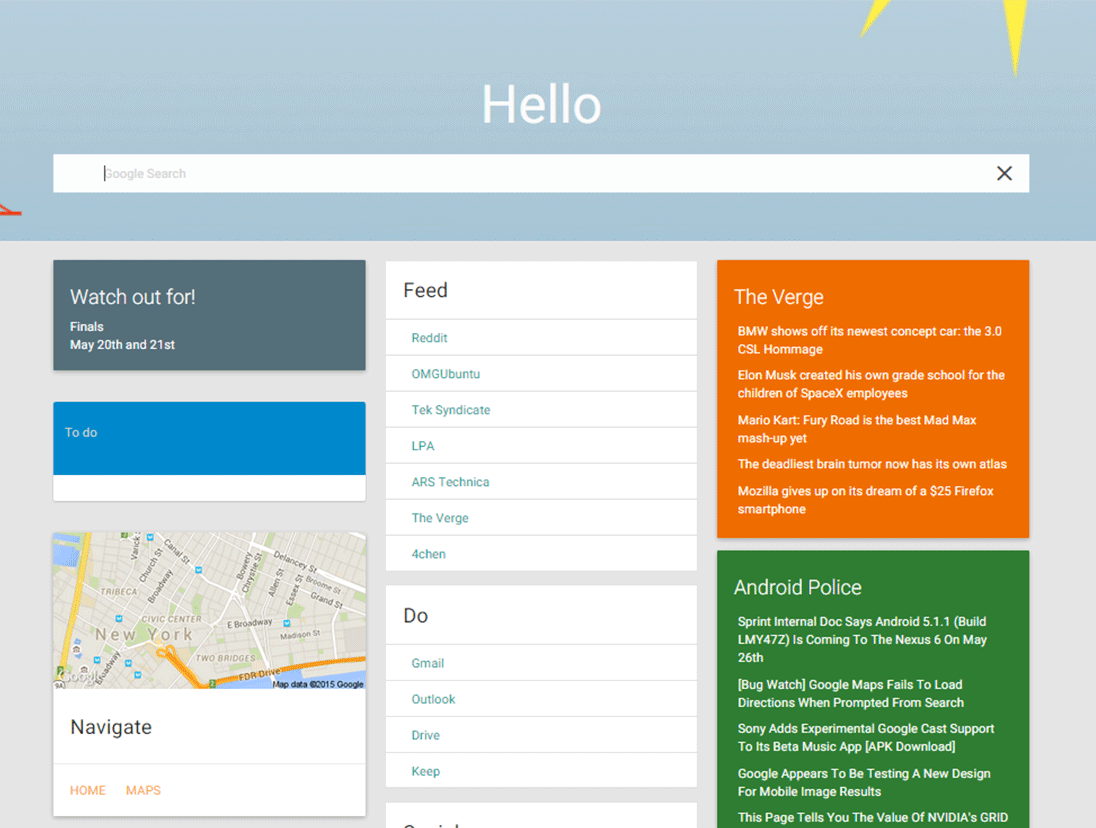 Hello
Google Search
Watch out for!
Finals
May 20th and 21st
To do
Varick St
Canal St
Church St
Broadway
TRIBECA
Bowery
Chrystie St
Delancey St
Allen St
Essex St
Broome St
Grand St
CIVIC CENTER
E Broadway
New York
Madison St
TWO BRIDGES
Broadway
FDR Drive
9A
Google
Map data ©2015 Google
Navigate
HOME MAPS
Feed
Reddit
OMGUbuntu
Tek Syndicate
LPA
ARS Technica
The Verge
4chen
Do
Gmail
Outlook
Drive
Keep
The Verge
BMW shows off its newest concept car: the 3.0
CSL Hommage
Elon Musk created his own grade school for the
children of SpaceX employees
Mario Kart: Fury Road is the best Mad Max
mash-up yet
The deadliest brain tumor now has its own atlas
Mozilla gives up on its dream of a $25 Firefox
smartphone
Android Police
Sprint Internal Doc Says Android 5.1.1 (Build
LMY47Z) Is Coming To The Nexus 6 On May
26th
[Bug Watch] Google Maps Fails To Load
Directions When Prompted From Search
Sony Adds Experimental Google Cast Support
To Its Beta Music App [APK Download]
Google Appears To Be Testing A New Design
For Mobile Image Results
This Page Tells You The Value Of NVIDIA's GRID